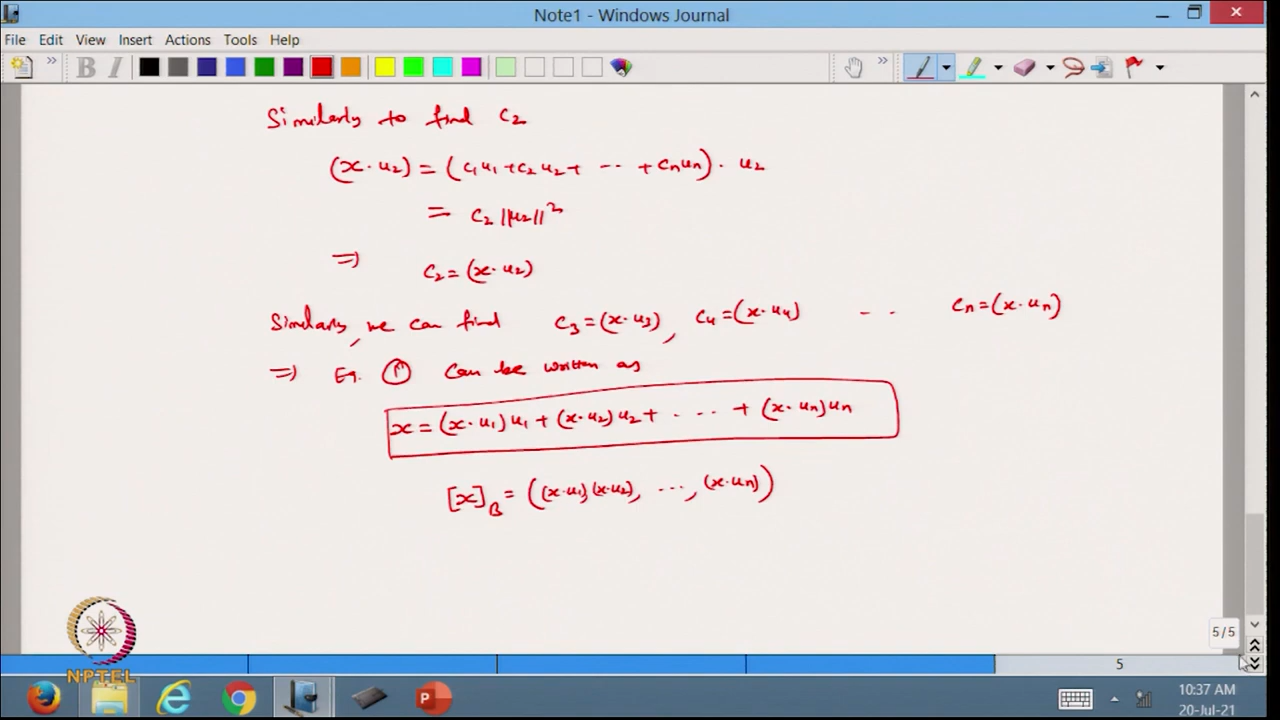 Note1 - Windows Journal
File Edit View Insert Actions Tools Help
Similarly to find c₂
(x·u₂) = (c₁u₁+c₂u₂+ ··· +cₙuₙ)· u₂
= c₂||u₂||²
⇒ c₂=(x·u₂)
Similarly, we can find c₃=(x·u₃), c₄=(x·u₄) ··· cₙ=(x·uₙ)
⇒ Eq. ① can be written as
x=(x·u₁)u₁+(x·u₂)u₂+ ···· +(x·uₙ)uₙ
[x]_B=((x·u₁),(x·u₂), ···, (x·uₙ))
5/5
5
NPTEL
10:37 AM
20-Jul-21